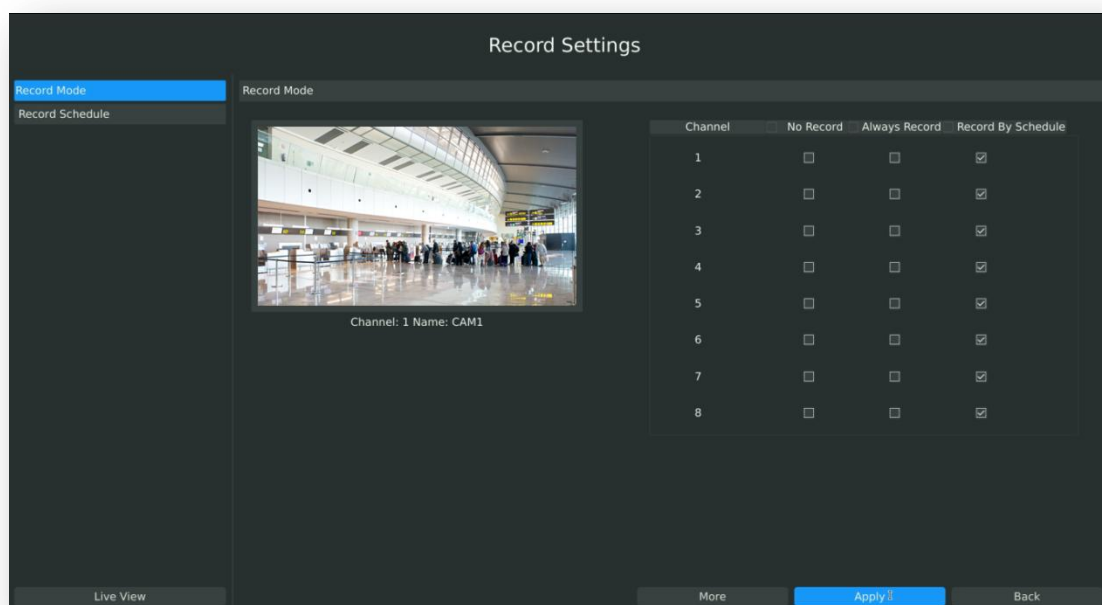 Record Settings
Record Mode
Record Schedule
Record Mode
Channel: 1 Name: CAM1
Channel No Record Always Record Record By Schedule
1
2
3
4
5
6
7
8
Live View
More
Apply
Back